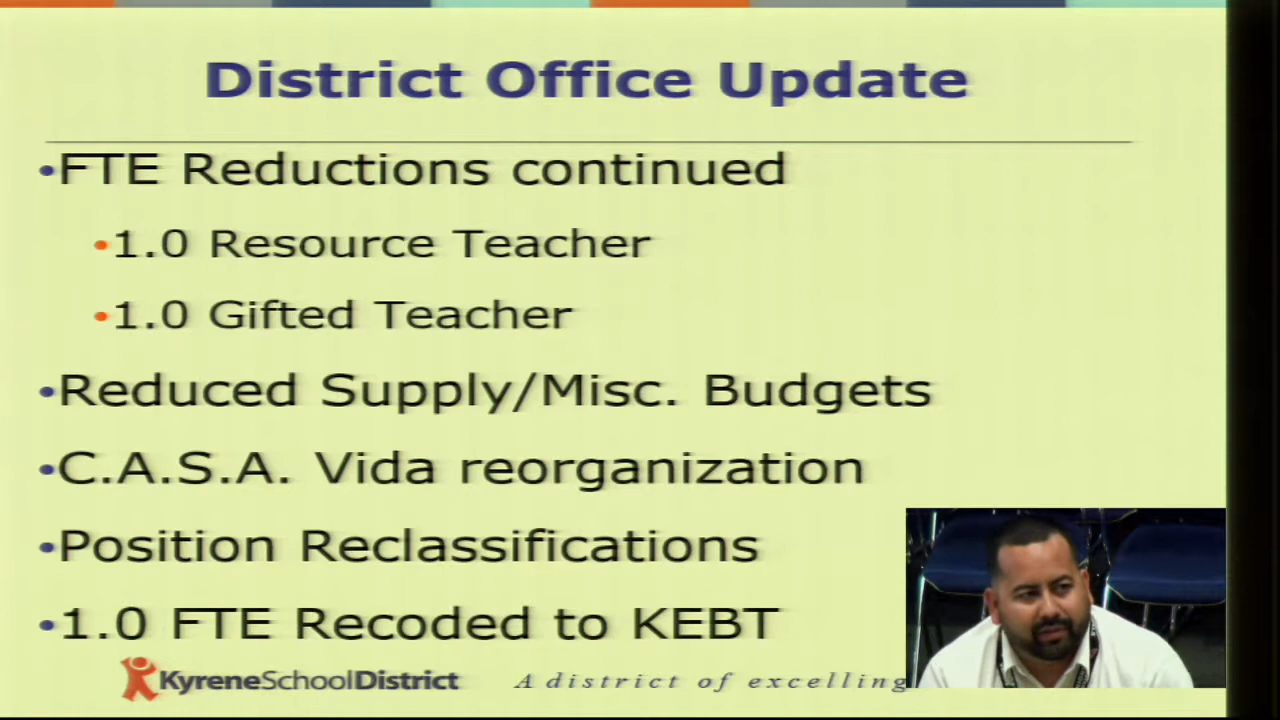 District Office Update
•FTE Reductions continued
•1.0 Resource Teacher
•1.0 Gifted Teacher
•Reduced Supply/Misc. Budgets
•C.A.S.A. Vida reorganization
•Position Reclassifications
•1.0 FTE Recoded to KEBT
KyreneSchoolDistrict A district of excelling